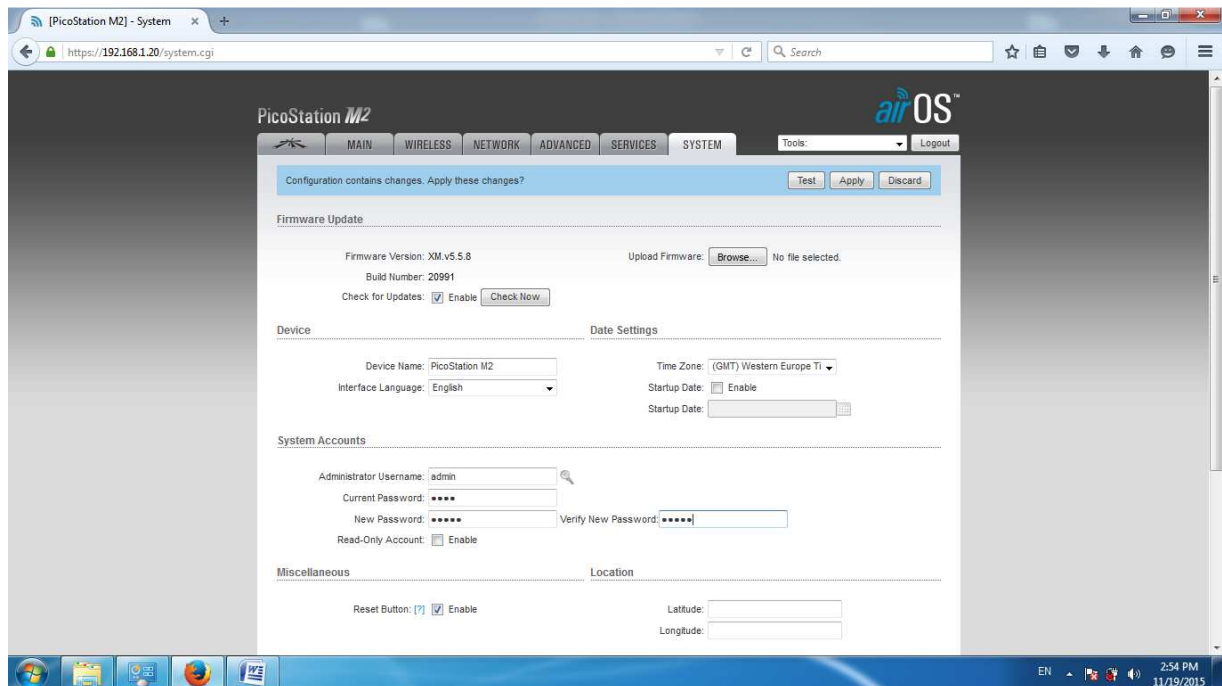 [PicoStation M2] - System × +
https://192.168.1.20/system.cgi Search
PicoStation M2 airOS™
MAIN WIRELESS NETWORK ADVANCED SERVICES SYSTEM Tools: Logout
Configuration contains changes. Apply these changes? Test Apply Discard
Firmware Update
Firmware Version: XM.v5.5.8 Upload Firmware: Browse... No file selected.
Build Number: 20991
Check for Updates: Enable Check Now
Device Date Settings
Device Name: PicoStation M2 Time Zone: (GMT) Western Europe Ti
Interface Language: English Startup Date: Enable
Startup Date:
System Accounts
Administrator Username: admin
Current Password: ••••
New Password: ••••• Verify New Password: •••••
Read-Only Account: Enable
Miscellaneous Location
Reset Button: [?] Enable Latitude:
Longitude:
EN 2:54 PM
11/19/2015